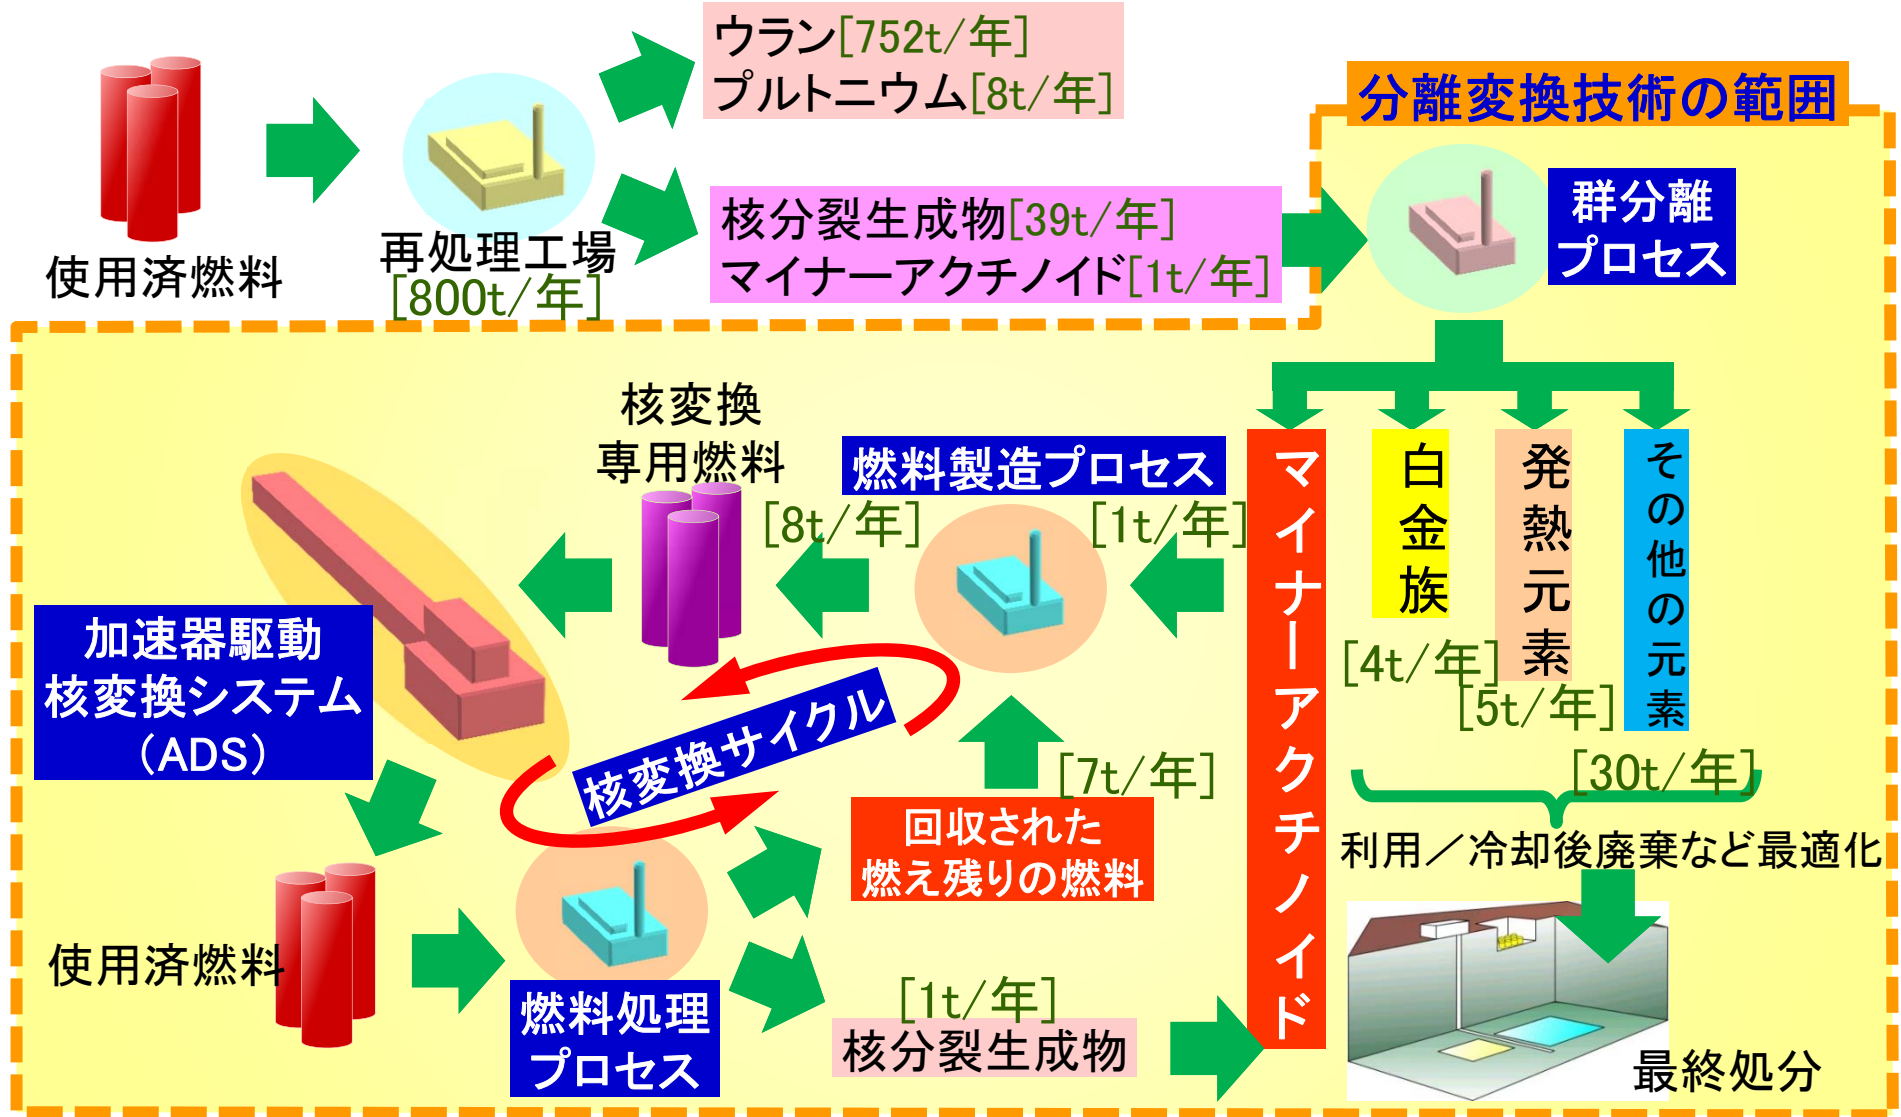 ウラン[752t/年]
プルトニウム[8t/年]
分離変換技術の範囲
使用済燃料
再処理工場
[800t/年]
核分裂生成物[39t/年]
マイナーアクチノイド[1t/年]
群分離
プロセス
核変換
専用燃料
[8t/年]
燃料製造プロセス
[1t/年]
マイナーアクチノイド
白金族
[4t/年]
発熱元素
[5t/年]
その他の元素
[30t/年]
加速器駆動
核変換システム
(ADS)
核変換サイクル
[7t/年]
回収された
燃え残りの燃料
利用／冷却後廃棄など最適化
使用済燃料
燃料処理
プロセス
[1t/年]
核分裂生成物
最終処分